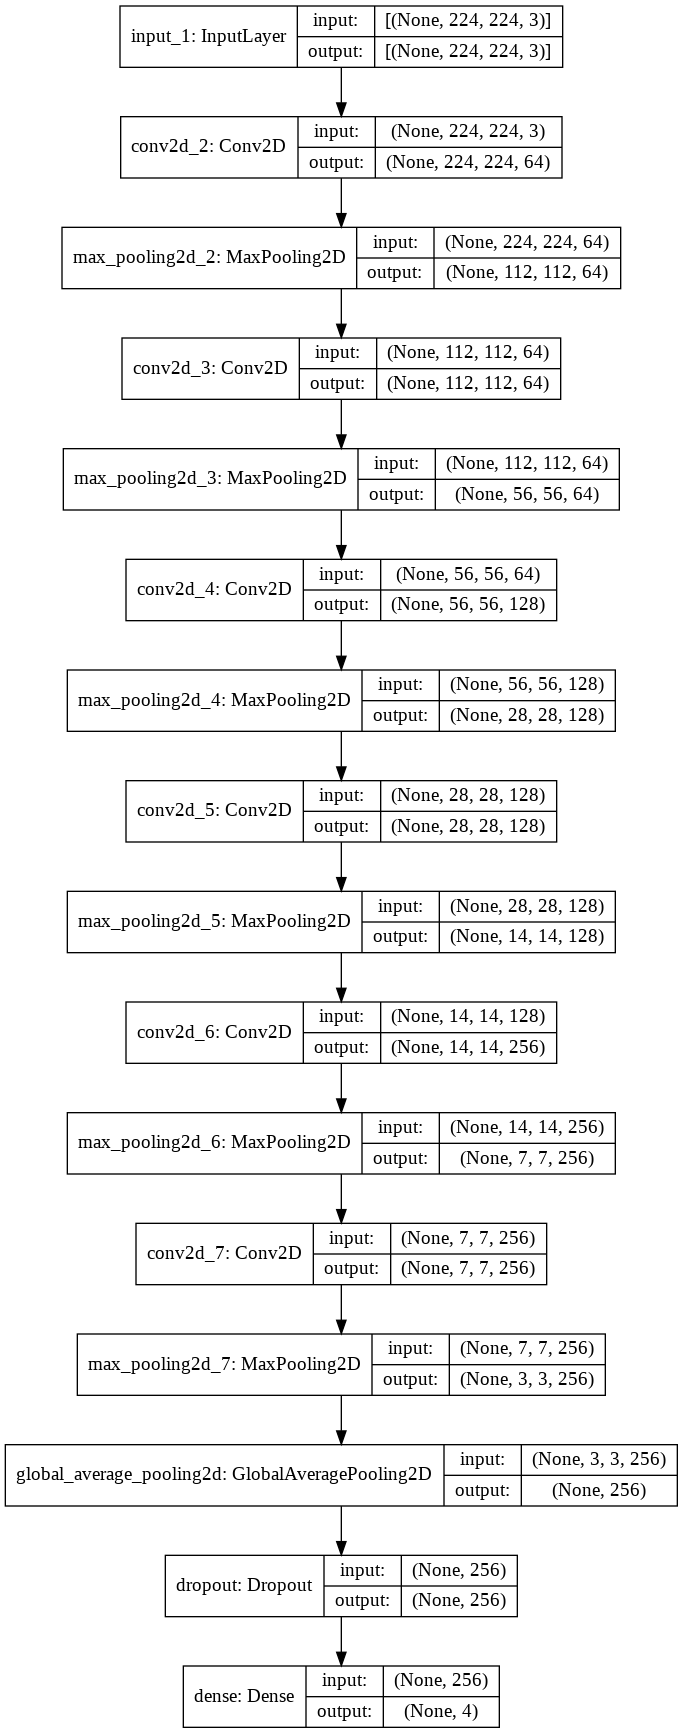 input_1: InputLayer
input:
[(None, 224, 224, 3)]
output:
[(None, 224, 224, 3)]
conv2d_2: Conv2D
input:
(None, 224, 224, 3)
output:
(None, 224, 224, 64)
max_pooling2d_2: MaxPooling2D
input:
(None, 224, 224, 64)
output:
(None, 112, 112, 64)
conv2d_3: Conv2D
input:
(None, 112, 112, 64)
output:
(None, 112, 112, 64)
max_pooling2d_3: MaxPooling2D
input:
(None, 112, 112, 64)
output:
(None, 56, 56, 64)
conv2d_4: Conv2D
input:
(None, 56, 56, 64)
output:
(None, 56, 56, 128)
max_pooling2d_4: MaxPooling2D
input:
(None, 56, 56, 128)
output:
(None, 28, 28, 128)
conv2d_5: Conv2D
input:
(None, 28, 28, 128)
output:
(None, 28, 28, 128)
max_pooling2d_5: MaxPooling2D
input:
(None, 28, 28, 128)
output:
(None, 14, 14, 128)
conv2d_6: Conv2D
input:
(None, 14, 14, 128)
output:
(None, 14, 14, 256)
max_pooling2d_6: MaxPooling2D
input:
(None, 14, 14, 256)
output:
(None, 7, 7, 256)
conv2d_7: Conv2D
input:
(None, 7, 7, 256)
output:
(None, 7, 7, 256)
max_pooling2d_7: MaxPooling2D
input:
(None, 7, 7, 256)
output:
(None, 3, 3, 256)
global_average_pooling2d: GlobalAveragePooling2D
input:
(None, 3, 3, 256)
output:
(None, 256)
dropout: Dropout
input:
(None, 256)
output:
(None, 256)
dense: Dense
input:
(None, 256)
output:
(None, 4)